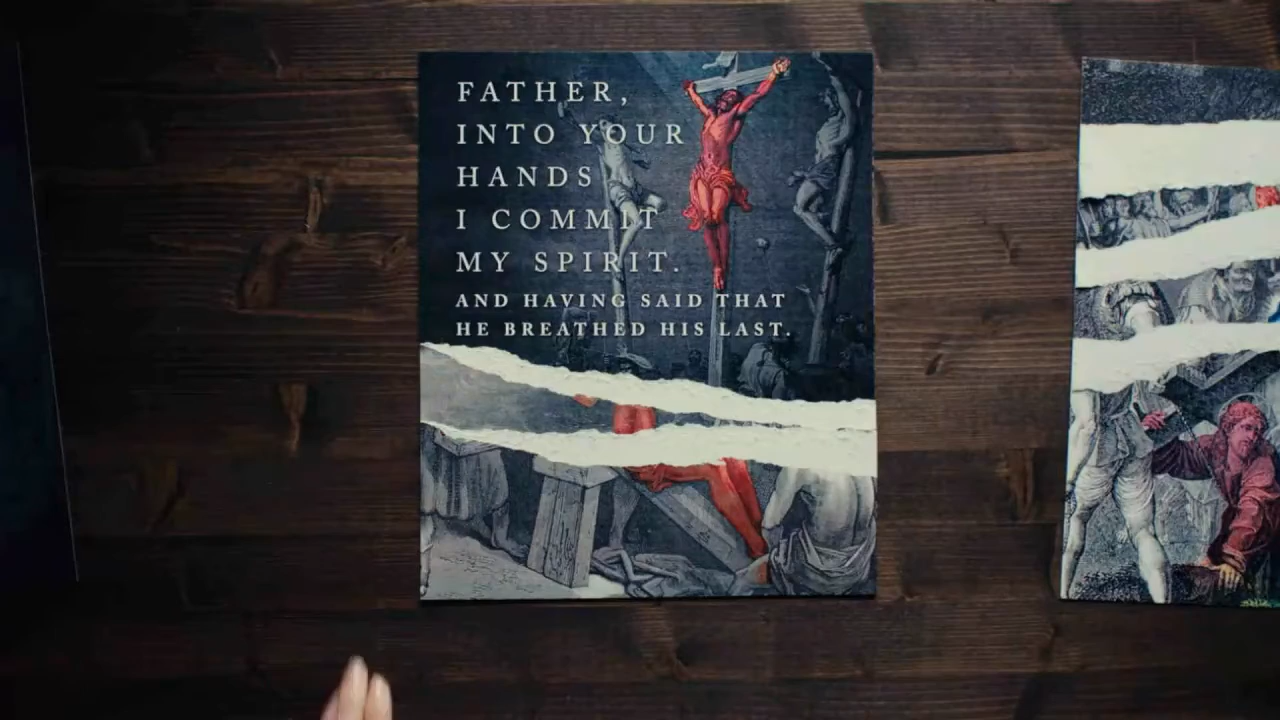 FATHER,
INTO YOUR
HANDS
I COMMIT
MY SPIRIT.
AND HAVING SAID THAT
HE BREATHED HIS LAST.